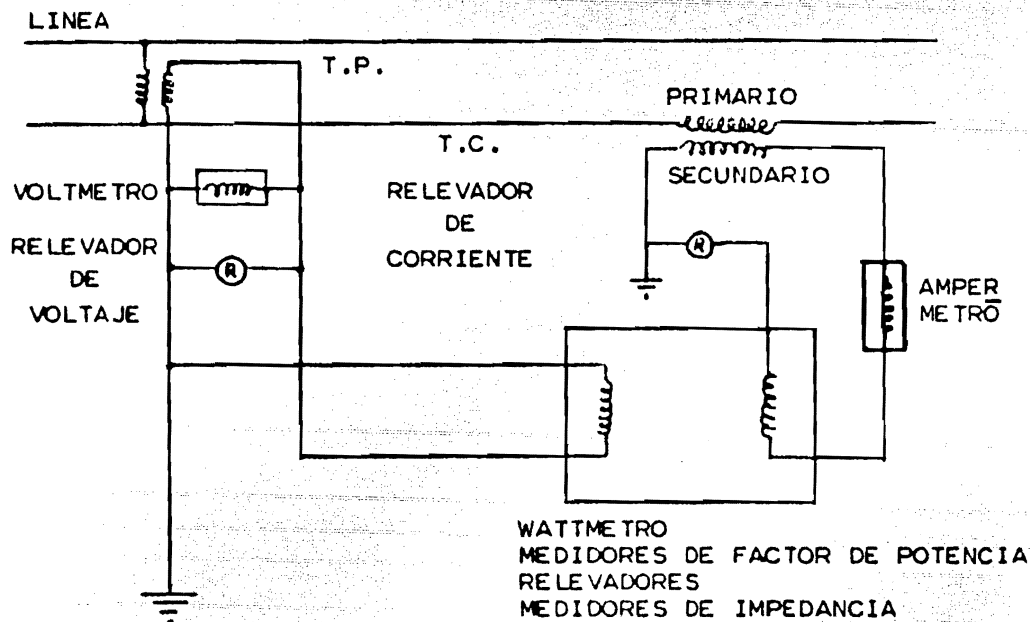 LINEA
T.P.
PRIMARIO
T.C.
SECUNDARIO
VOLTMETRO
RELEVADOR
DE
VOLTAJE
R
RELEVADOR
DE
CORRIENTE
R
AMPER
METRO
WATTMETRO
MEDIDORES DE FACTOR DE POTENCIA
RELEVADORES
MEDIDORES DE IMPEDANCIA